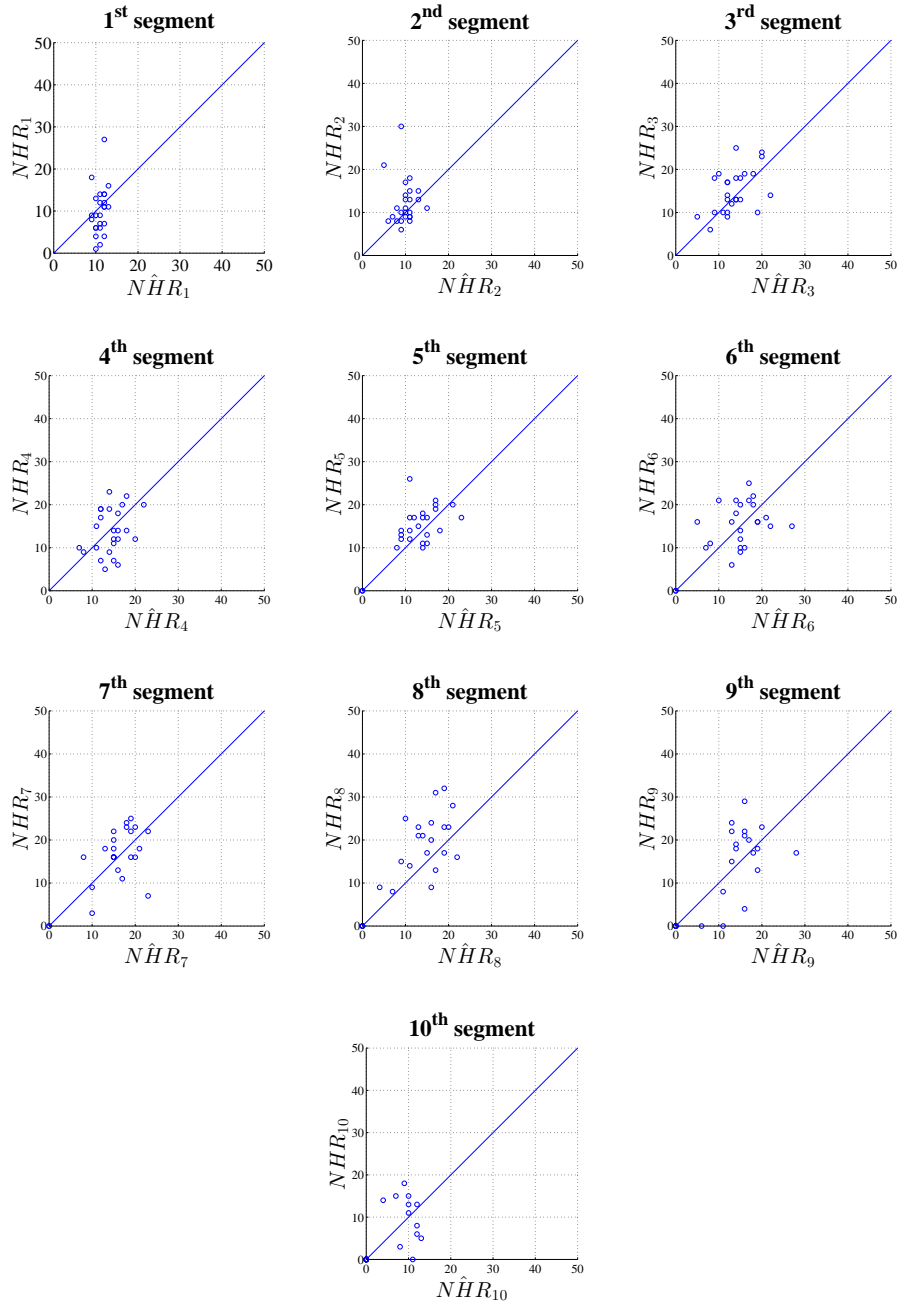 1st segment
2nd segment
3rd segment
50
40
30
20
10
0
NHR1
0 10 20 30 40 50
NĤR1
50
40
30
20
10
0
NHR2
0 10 20 30 40 50
NĤR2
50
40
30
20
10
0
NHR3
0 10 20 30 40 50
NĤR3
4th segment
5th segment
6th segment
50
40
30
20
10
0
NHR4
0 10 20 30 40 50
NĤR4
50
40
30
20
10
0
NHR5
0 10 20 30 40 50
NĤR5
50
40
30
20
10
0
NHR6
0 10 20 30 40 50
NĤR6
7th segment
8th segment
9th segment
50
40
30
20
10
0
NHR7
0 10 20 30 40 50
NĤR7
50
40
30
20
10
0
NHR8
0 10 20 30 40 50
NĤR8
50
40
30
20
10
0
NHR9
0 10 20 30 40 50
NĤR9
10th segment
50
40
30
20
10
0
NHR10
0 10 20 30 40 50
NĤR10